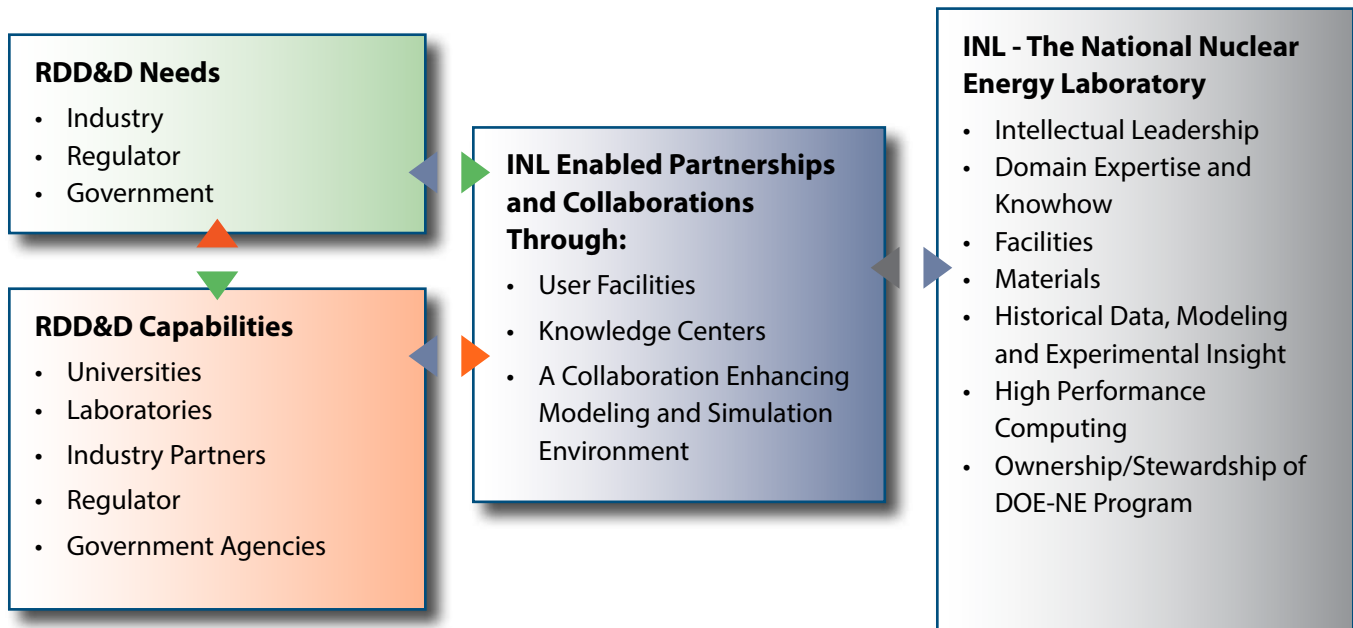 RDD&D Needs
• Industry
• Regulator
• Government
RDD&D Capabilities
• Universities
• Laboratories
• Industry Partners
• Regulator
• Government Agencies
INL Enabled Partnerships
and Collaborations
Through:
• User Facilities
• Knowledge Centers
• A Collaboration Enhancing
Modeling and Simulation
Environment
INL - The National Nuclear
Energy Laboratory
• Intellectual Leadership
• Domain Expertise and
Knowhow
• Facilities
• Materials
• Historical Data, Modeling
and Experimental Insight
• High Performance
Computing
• Ownership/Stewardship of
DOE-NE Program